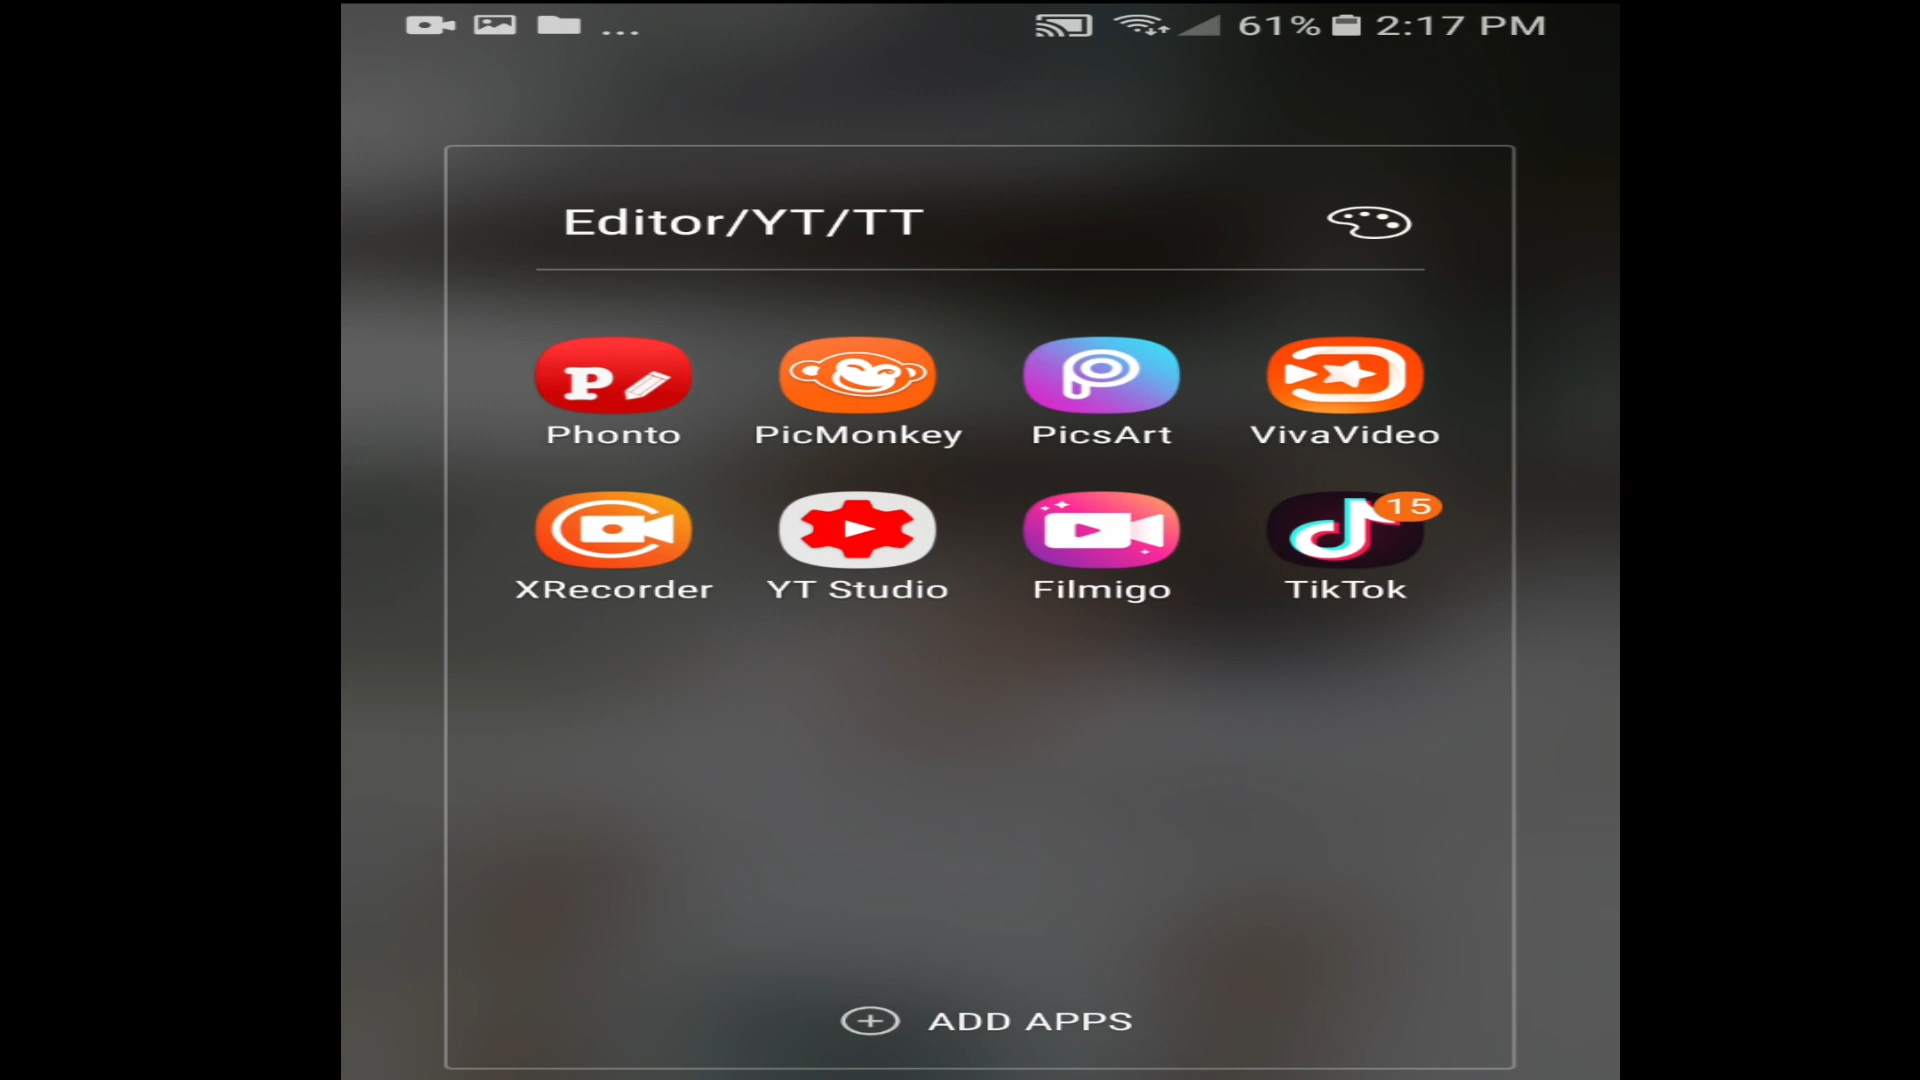 ... 61% 2:17 PM
Editor/YT/TT
P
Phonto PicMonkey PicsArt VivaVideo
15
XRecorder YT Studio Filmigo TikTok
ADD APPS